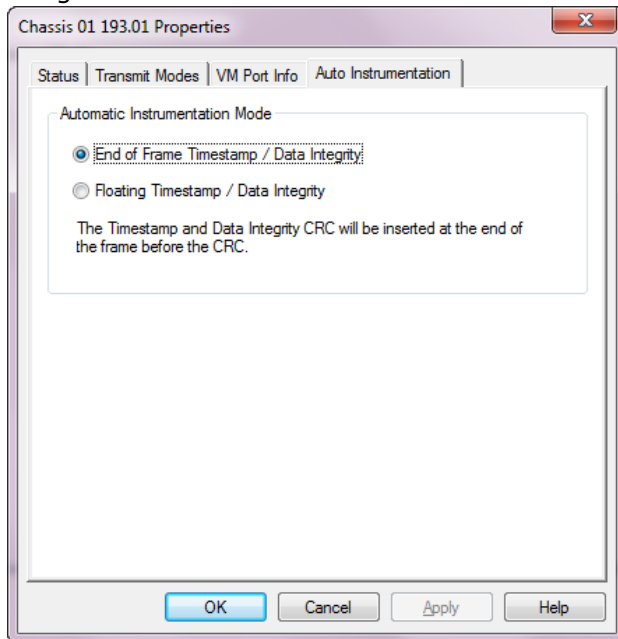 Chassis 01 193.01 Properties
Status
Transmit Modes
VM Port Info
Auto Instrumentation
Automatic Instrumentation Mode
End of Frame Timestamp / Data Integrity
Floating Timestamp / Data Integrity
The Timestamp and Data Integrity CRC will be inserted at the end of
the frame before the CRC.
OK
Cancel
Apply
Help